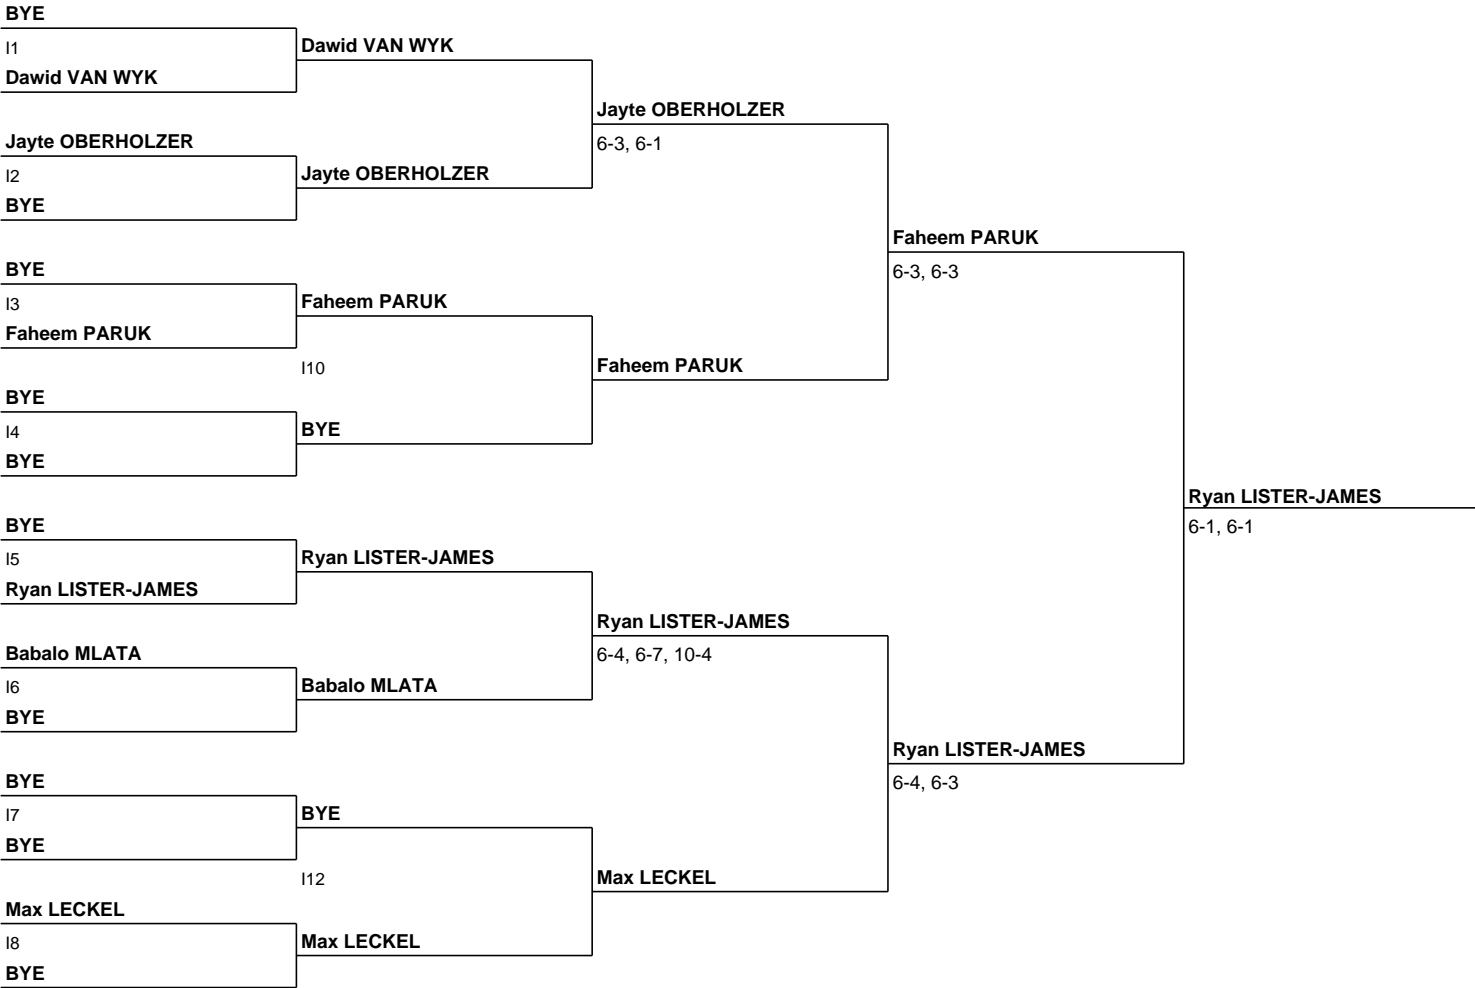 BYE
I1
Dawid VAN WYK
Jayte OBERHOLZER
I2
BYE
BYE
I3
Faheem PARUK
BYE
I4
BYE
BYE
I5
Ryan LISTER-JAMES
Babalo MLATA
I6
BYE
BYE
I7
BYE
Max LECKEL
I8
BYE
Dawid VAN WYK
Jayte OBERHOLZER
Faheem PARUK
I10
BYE
Ryan LISTER-JAMES
Babalo MLATA
BYE
I12
Max LECKEL
Jayte OBERHOLZER
6-3, 6-1
Faheem PARUK
Ryan LISTER-JAMES
6-4, 6-7, 10-4
Max LECKEL
Faheem PARUK
6-3, 6-3
Ryan LISTER-JAMES
6-4, 6-3
Ryan LISTER-JAMES
6-1, 6-1